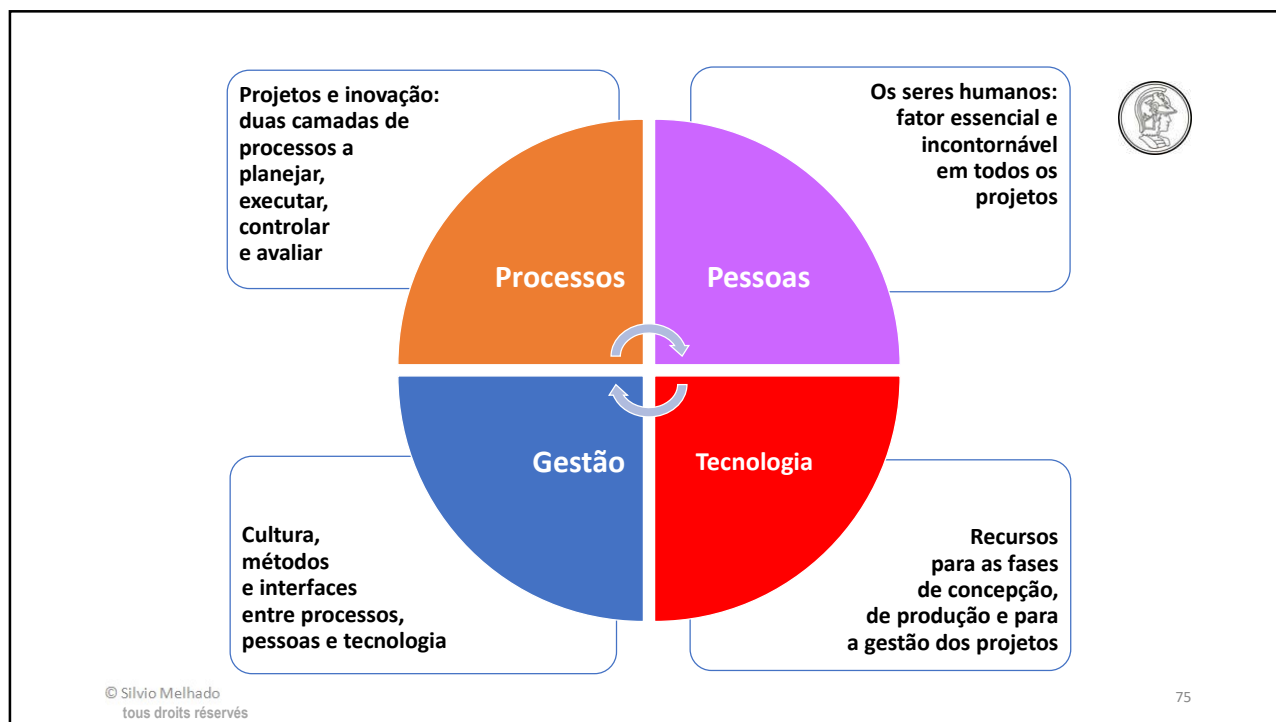 Projetos e inovação:
duas camadas de
processos a
planejar,
executar,
controlar
e avaliar
Os seres humanos:
fator essencial e
incontornável
em todos os
projetos
Processos
Pessoas
Gestão
Tecnologia
Cultura,
métodos
e interfaces
entre processos,
pessoas e tecnologia
Recursos
para as fases
de concepção,
de produção e para
a gestão dos projetos
© Silvio Melhado
tous droits réservés
75